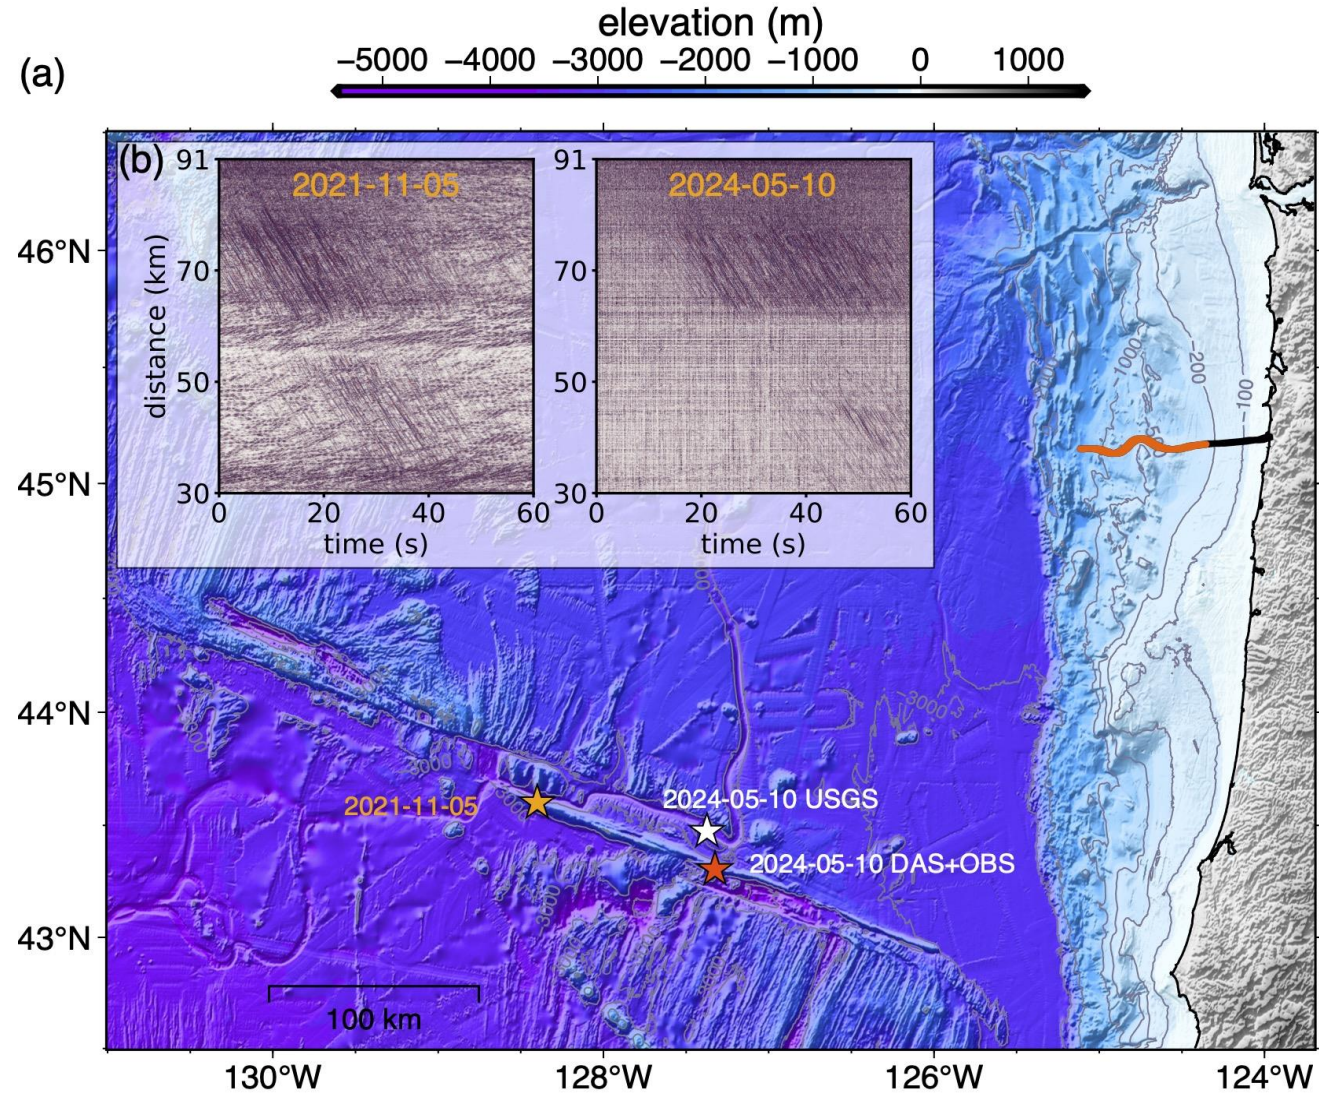 elevation (m)
−5000 −4000 −3000 −2000 −1000 0 1000
(a)
(b)
91
2021-11-05
70
50
30
distance (km)
0 20 40 60
time (s)
91
2024-05-10
70
50
30
0 20 40 60
time (s)
46°N
45°N
44°N
43°N
−1000
−200
−100
−3000
−3000
2021-11-05
2024-05-10 USGS
2024-05-10 DAS+OBS
100 km
130°W 128°W 126°W 124°W